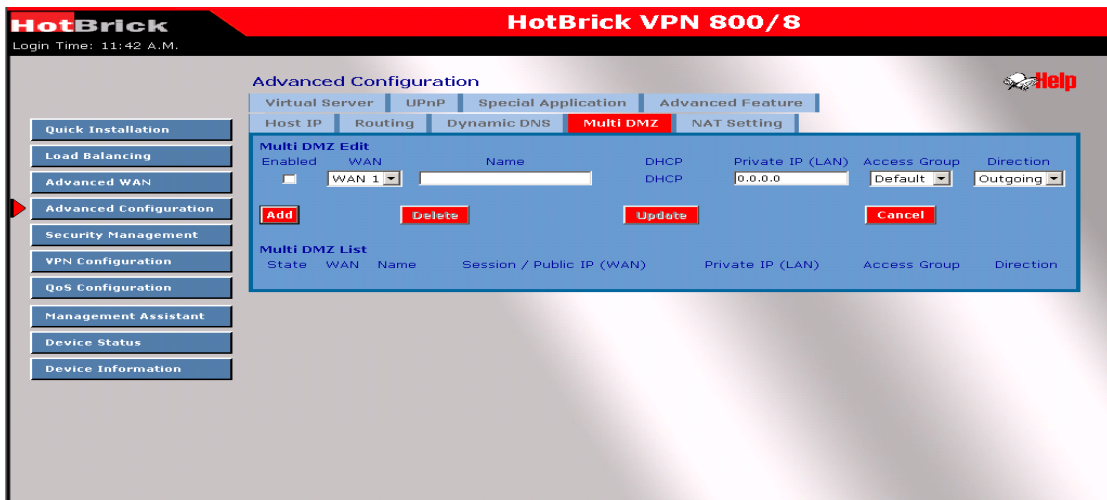 HotBrick
HotBrick VPN 800/8
Login Time: 11:42 A.M.
Advanced Configuration
Help
Virtual Server UPnP Special Application Advanced Feature
Host IP Routing Dynamic DNS Multi DMZ NAT Setting
Quick Installation
Load Balancing
Advanced WAN
Advanced Configuration
Security Management
VPN Configuration
QoS Configuration
Management Assistant
Device Status
Device Information
Multi DMZ Edit
Enabled WAN Name DHCP Private IP (LAN) Access Group Direction
WAN 1 DHCP 0.0.0.0 Default Outgoing
Add Delete Update Cancel
Multi DMZ List
State WAN Name Session / Public IP (WAN) Private IP (LAN) Access Group Direction